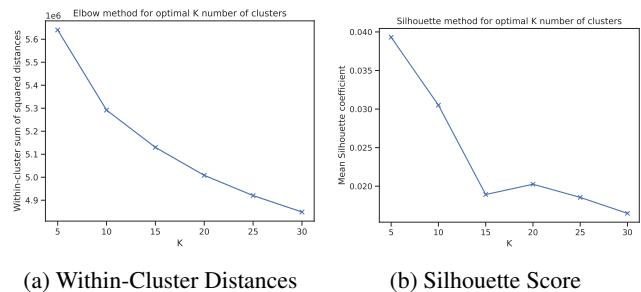 Elbow method for optimal K number of clusters
1e6
Within-cluster sum of squared distances
5.6
5.5
5.4
5.3
5.2
5.1
5.0
4.9
5 10 15 20 25 30
K
(a) Within-Cluster Distances
Silhouette method for optimal K number of clusters
Mean Silhouette coefficient
0.040
0.035
0.030
0.025
0.020
5 10 15 20 25 30
K
(b) Silhouette Score